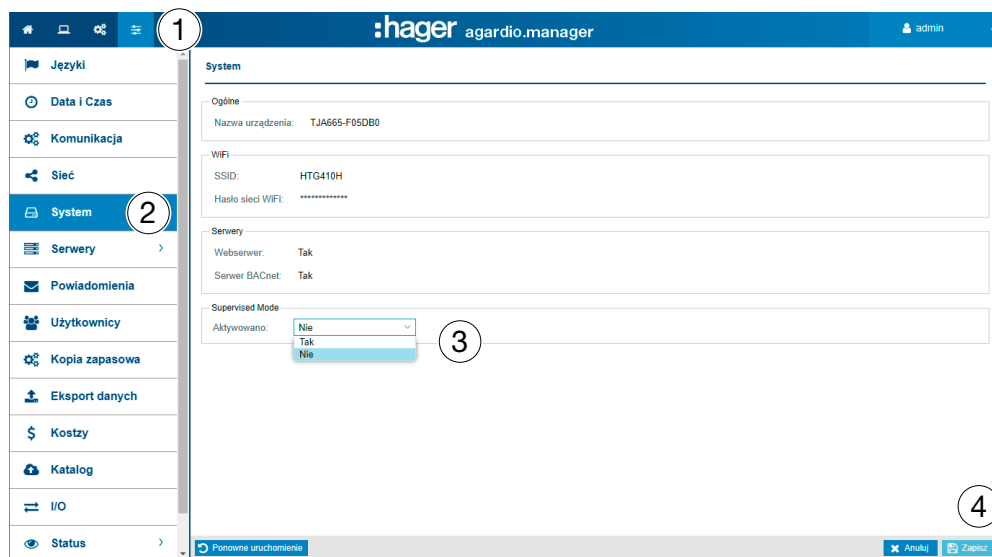 1
:hager agardio.manager
admin
Języki
Data i Czas
Komunikacja
Sieć
System
2
Serwery
Powiadomienia
Użytkownicy
Kopia zapasowa
Eksport danych
Kostzy
Katalog
I/O
Status
System
Ogólne
Nazwa urządzenia: TJA665-F05DB0
WiFi
SSID: HTG410H
Hasło sieci WiFi: *************
Serwery
Webserwer: Tak
Serwer BACnet: Tak
Supervised Mode
Aktywowano: Nie
Tak
Nie
3
4
Ponowne uruchomienie
Anuluj
Zapisz